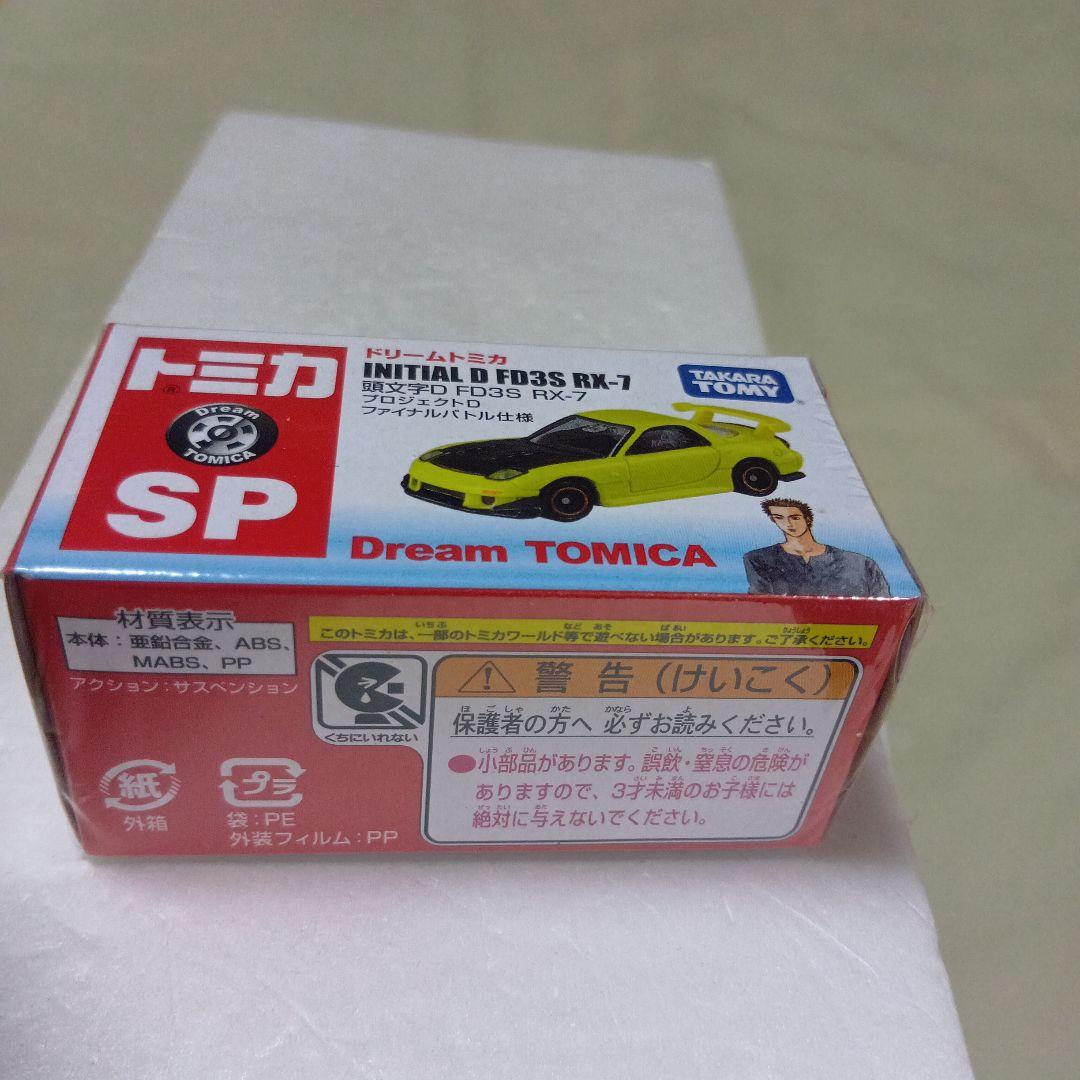 トミカ
®
Dream
TOMICA
SP
ドリームトミカ
INITIAL D FD3S RX-7
頭文字D FD3S RX-7
プロジェクトD
ファイナルバトル仕様
TAKARA
TOMY
Dream TOMICA
材質表示
本体：亜鉛合金、ABS、
MABS、PP
アクション：サスペンション
紙
外箱
プラ
袋：PE
外装フィルム：PP
このトミカは、一部のトミカワールド等で遊べない場合があります。ご了承ください。
くちにいれない
警告（けいこく）
保護者の方へ 必ずお読みください。
●小部品があります。誤飲・窒息の危険が
ありますので、3才未満のお子様には
絶対に与えないでください。